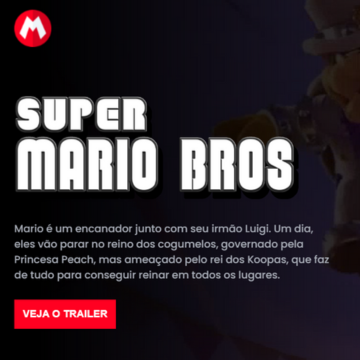 M
SUPER
MARIO BROS
Mario é um encanador junto com seu irmão Luigi. Um dia,
eles vão parar no reino dos cogumelos, governado pela
Princesa Peach, mas ameaçado pelo rei dos Koopas, que faz
de tudo para conseguir reinar em todos os lugares.
VEJA O TRAILER